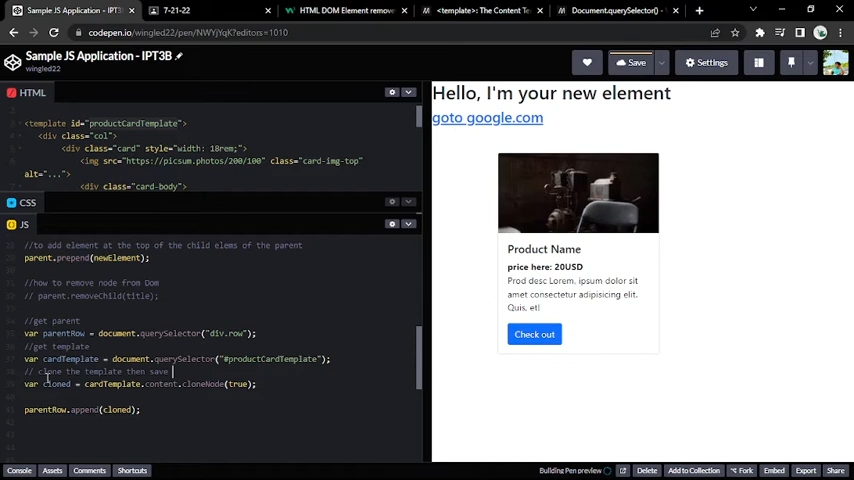 Sample JS Application - IPT3B
7-21-22
HTML DOM Element remove
<template>: The Content Tem
Document.querySelector() - W
codepen.io/wingled22/pen/NWYjYqK?editors=1010
Sample JS Application - IPT3B
wingled22
Save
Settings
HTML
<template id="productCardTemplate">
<div class="col">
<div class="card" style="width: 18rem;">
<img src="https://picsum.photos/200/100" class="card-img-top"
alt="...">
<div class="card-body">
CSS
JS
//to add element at the top of the child elems of the parent
parent.prepend(newElement);
//how to remove node from Dom
// parent.removeChild(title);
//get parent
var parentRow = document.querySelector("div.row");
//get template
var cardTemplate = document.querySelector("#productCardTemplate");
// clone the template then save
var cloned = cardTemplate.content.cloneNode(true);
parentRow.append(cloned);
Hello, I'm your new element
goto google.com
Product Name
price here: 20USD
Prod desc Lorem, ipsum dolor sit
amet consectetur adipisicing elit.
Quis, et!
Check out
Console
Assets
Comments
Shortcuts
Building Pen preview
Delete
Add to Collection
Fork
Embed
Export
Share